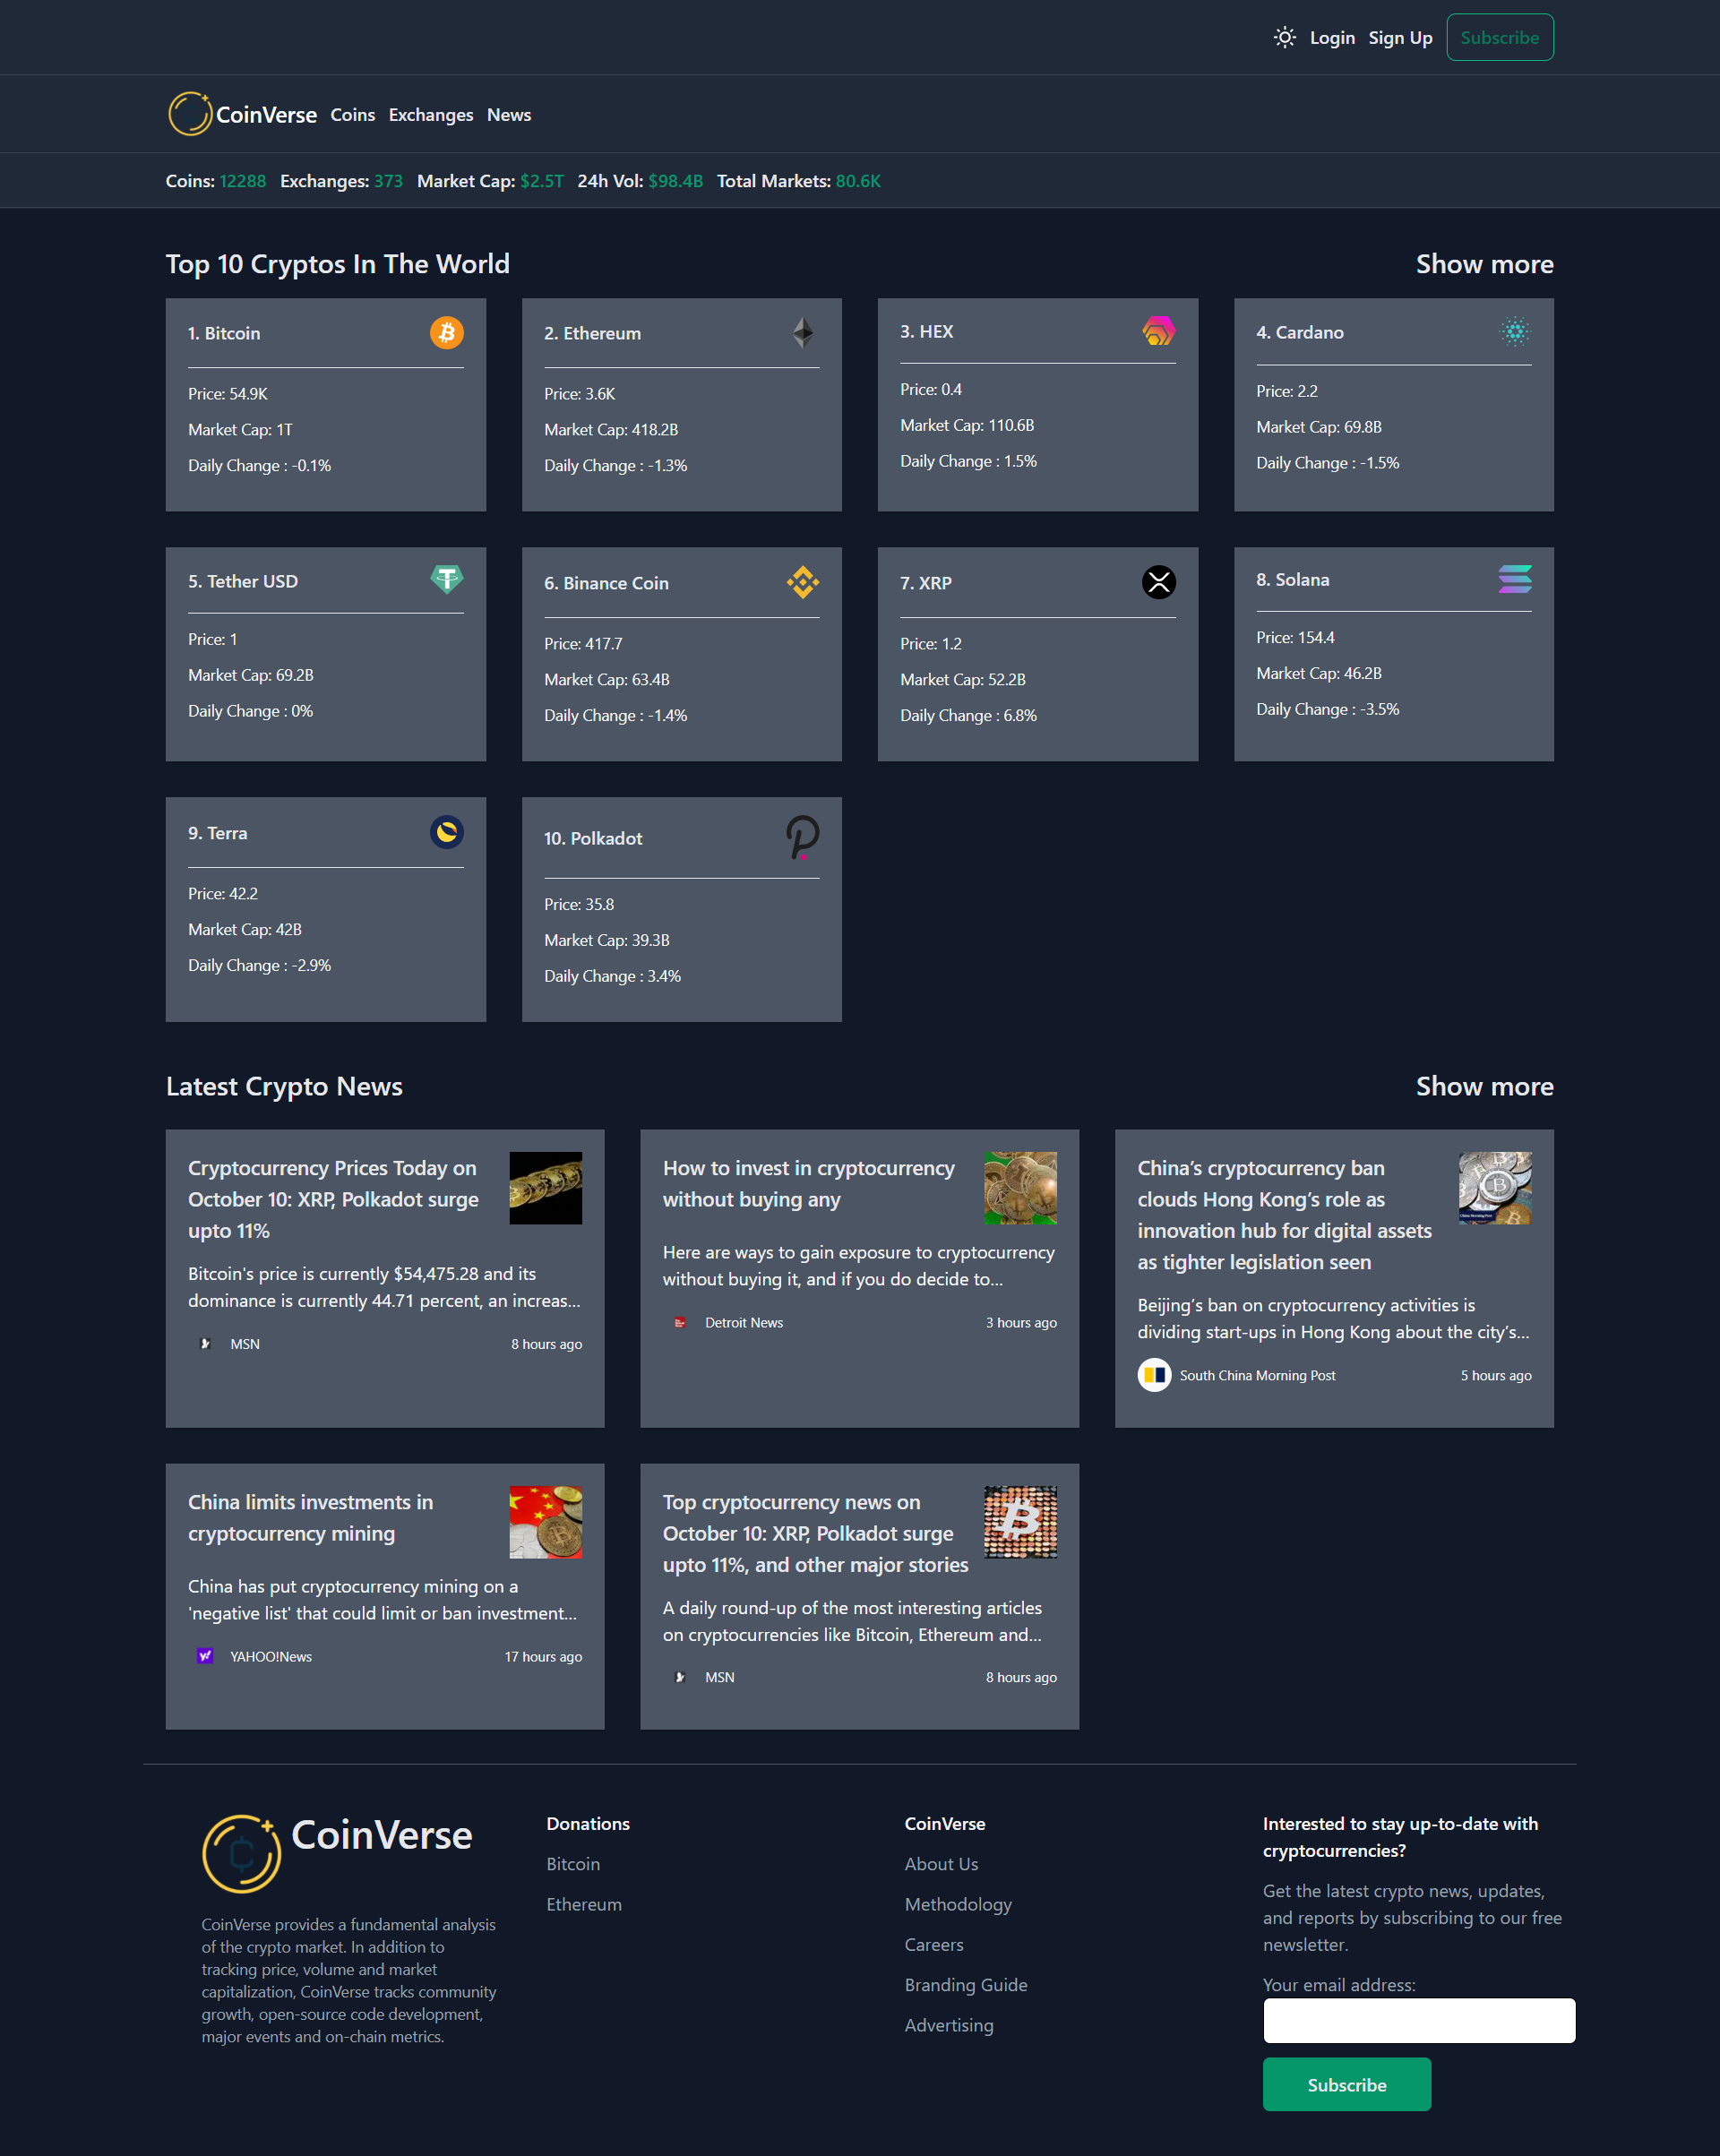 Login Sign Up Subscribe
CoinVerse Coins Exchanges News
Coins: 12288 Exchanges: 373 Market Cap: $2.5T 24h Vol: $98.4B Total Markets: 80.6K
Top 10 Cryptos In The World
Show more
1. Bitcoin
Price: 54.9K
Market Cap: 1T
Daily Change : -0.1%
2. Ethereum
Price: 3.6K
Market Cap: 418.2B
Daily Change : -1.3%
3. HEX
Price: 0.4
Market Cap: 110.6B
Daily Change : 1.5%
4. Cardano
Price: 2.2
Market Cap: 69.8B
Daily Change : -1.5%
5. Tether USD
Price: 1
Market Cap: 69.2B
Daily Change : 0%
6. Binance Coin
Price: 417.7
Market Cap: 63.4B
Daily Change : -1.4%
7. XRP
Price: 1.2
Market Cap: 52.2B
Daily Change : 6.8%
8. Solana
Price: 154.4
Market Cap: 46.2B
Daily Change : -3.5%
9. Terra
Price: 42.2
Market Cap: 42B
Daily Change : -2.9%
10. Polkadot
Price: 35.8
Market Cap: 39.3B
Daily Change : 3.4%
Latest Crypto News
Show more
Cryptocurrency Prices Today on
October 10: XRP, Polkadot surge
upto 11%
Bitcoin's price is currently $54,475.28 and its
dominance is currently 44.71 percent, an increas...
MSN
8 hours ago
How to invest in cryptocurrency
without buying any
Here are ways to gain exposure to cryptocurrency
without buying it, and if you do decide to...
Detroit News
3 hours ago
China’s cryptocurrency ban
clouds Hong Kong’s role as
innovation hub for digital assets
as tighter legislation seen
Beijing’s ban on cryptocurrency activities is
dividing start-ups in Hong Kong about the city’s...
South China Morning Post
5 hours ago
China limits investments in
cryptocurrency mining
China has put cryptocurrency mining on a
'negative list' that could limit or ban investment...
YAHOO!News
17 hours ago
Top cryptocurrency news on
October 10: XRP, Polkadot surge
upto 11%, and other major stories
A daily round-up of the most interesting articles
on cryptocurrencies like Bitcoin, Ethereum and...
MSN
8 hours ago
CoinVerse
CoinVerse provides a fundamental analysis
of the crypto market. In addition to
tracking price, volume and market
capitalization, CoinVerse tracks community
growth, open-source code development,
major events and on-chain metrics.
Donations
Bitcoin
Ethereum
CoinVerse
About Us
Methodology
Careers
Branding Guide
Advertising
Interested to stay up-to-date with
cryptocurrencies?
Get the latest crypto news, updates,
and reports by subscribing to our free
newsletter.
Your email address:
Subscribe